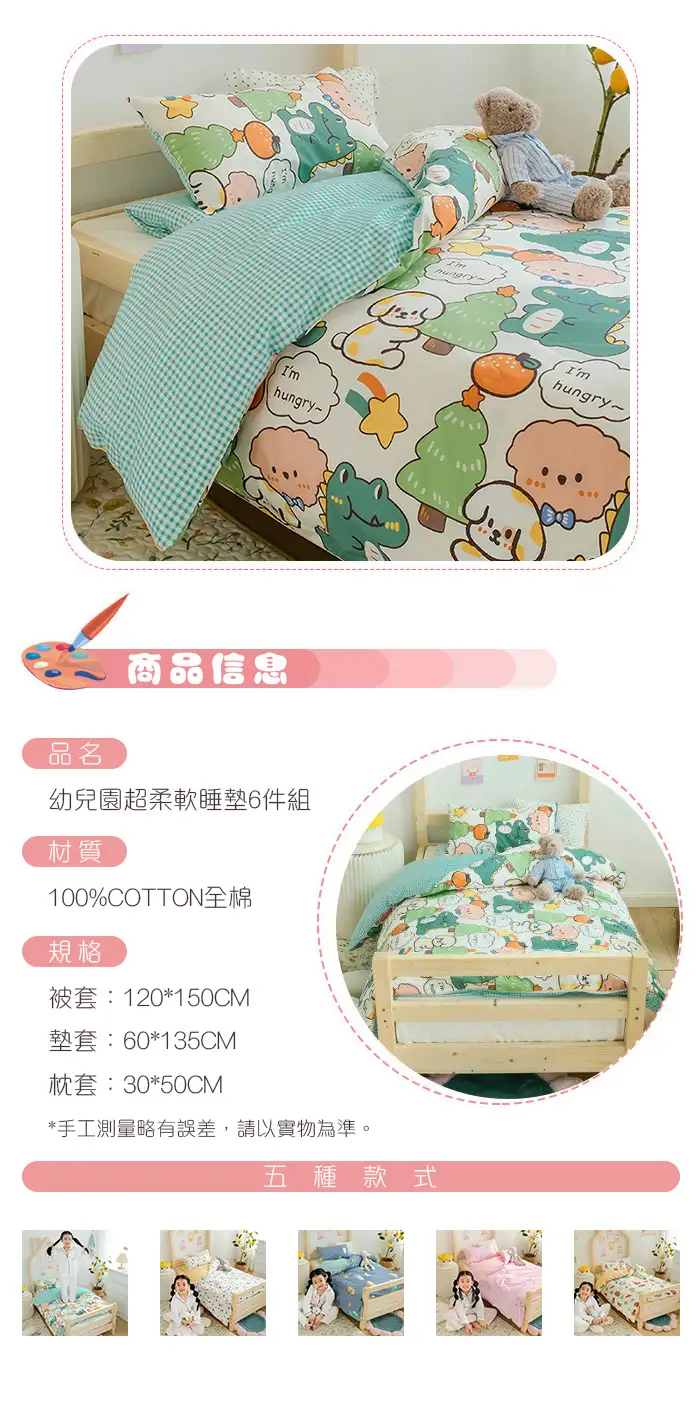 I'm
hungry~
I'm
hungry~
I'm
hungry~
I'm
hungry~
商品信息
品名
幼兒園超柔軟睡墊6件組
材質
100%COTTON全棉
規格
被套：120*150CM
墊套：60*135CM
枕套：30*50CM
*手工測量略有誤差，請以實物為準。
五種款式